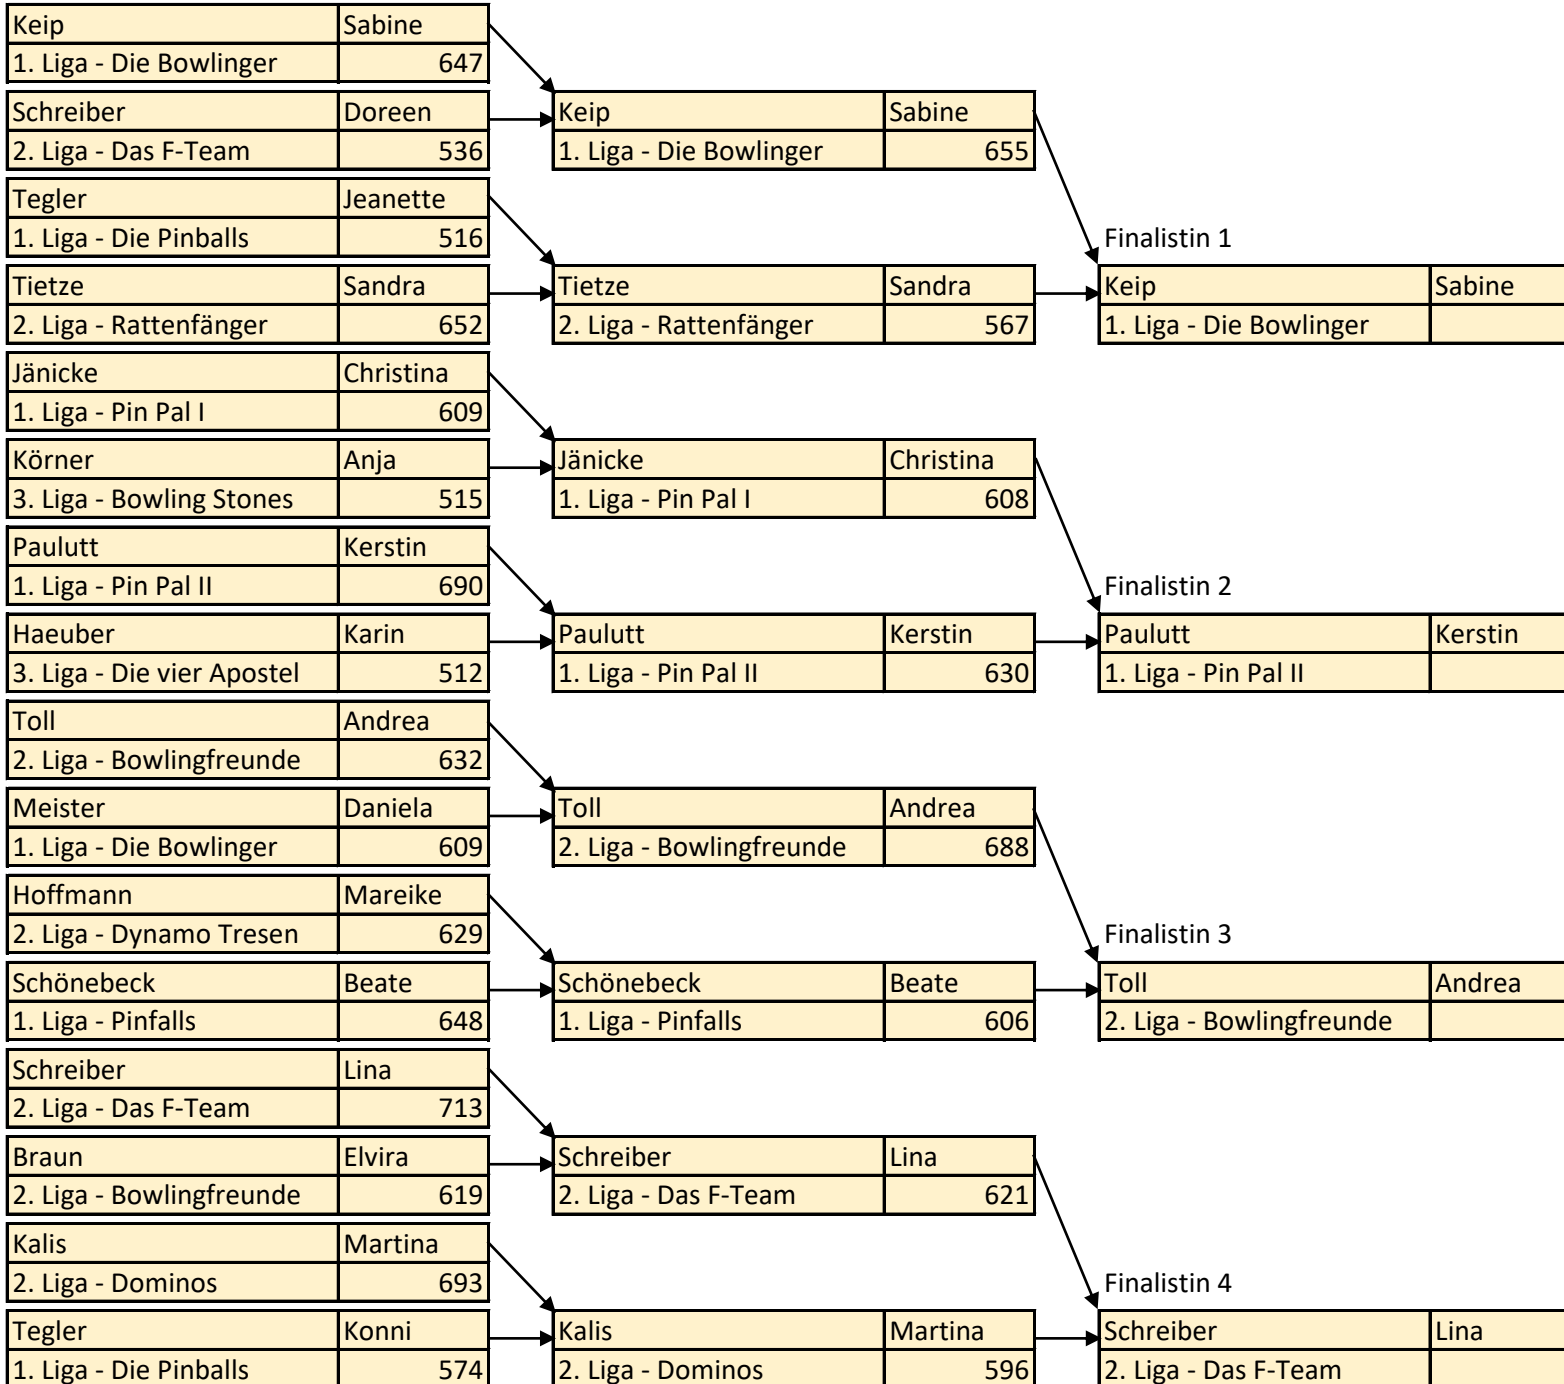 Keip Sabine
1. Liga - Die Bowlinger 647
Schreiber Doreen
2. Liga - Das F-Team 536
Tegler Jeanette
1. Liga - Die Pinballs 516
Tietze Sandra
2. Liga - Rattenfänger 652
Jänicke Christina
1. Liga - Pin Pal I 609
Körner Anja
3. Liga - Bowling Stones 515
Paulutt Kerstin
1. Liga - Pin Pal II 690
Haeuber Karin
3. Liga - Die vier Apostel 512
Toll Andrea
2. Liga - Bowlingfreunde 632
Meister Daniela
1. Liga - Die Bowlinger 609
Hoffmann Mareike
2. Liga - Dynamo Tresen 629
Schönebeck Beate
1. Liga - Pinfalls 648
Schreiber Lina
2. Liga - Das F-Team 713
Braun Elvira
2. Liga - Bowlingfreunde 619
Kalis Martina
2. Liga - Dominos 693
Tegler Konni
1. Liga - Die Pinballs 574
Keip Sabine
1. Liga - Die Bowlinger 655
Tietze Sandra
2. Liga - Rattenfänger 567
Jänicke Christina
1. Liga - Pin Pal I 608
Paulutt Kerstin
1. Liga - Pin Pal II 630
Toll Andrea
2. Liga - Bowlingfreunde 688
Schönebeck Beate
1. Liga - Pinfalls 606
Schreiber Lina
2. Liga - Das F-Team 621
Kalis Martina
2. Liga - Dominos 596
Finalistin 1
Keip Sabine
1. Liga - Die Bowlinger
Finalistin 2
Paulutt Kerstin
1. Liga - Pin Pal II
Finalistin 3
Toll Andrea
2. Liga - Bowlingfreunde
Finalistin 4
Schreiber Lina
2. Liga - Das F-Team